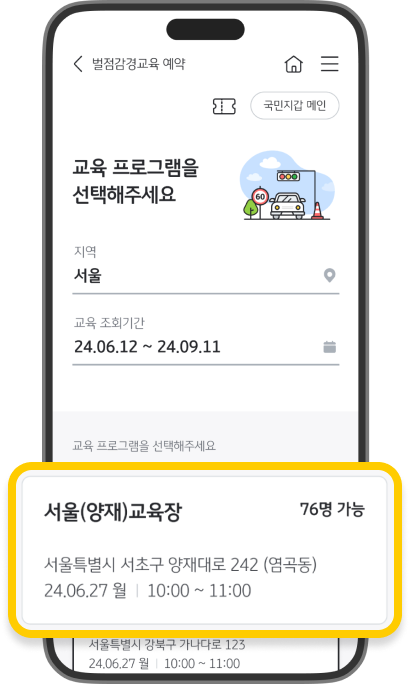 벌점감경교육 예약
국민지갑 메인
교육 프로그램을
선택해주세요
60
지역
서울
교육 조회기간
24.06.12 ~ 24.09.11
교육 프로그램을 선택해주세요
서울(양재)교육장 76명 가능
서울특별시 서초구 양재대로 242 (염곡동)
24.06.27 월 | 10:00 ~ 11:00
서울특별시 강북구 가나다로 123
24.06.27 월 | 10:00 ~ 11:00